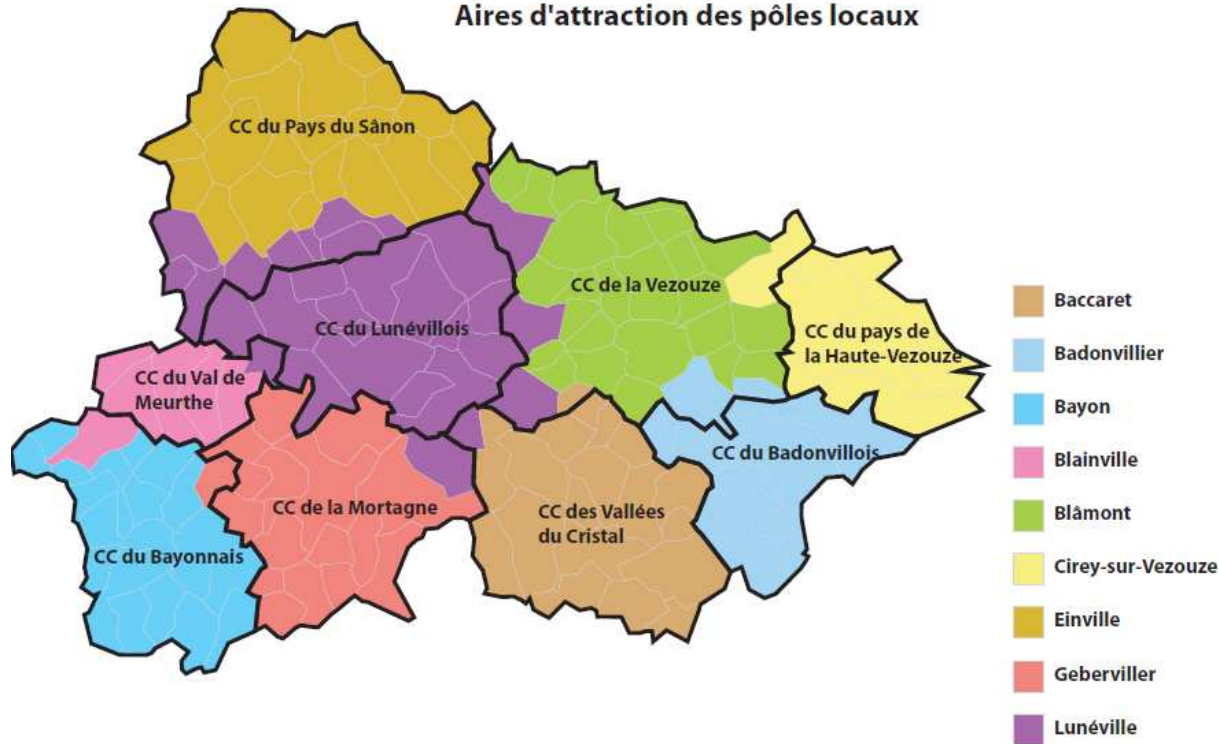 Aires d'attraction des pôles locaux
CC du Pays du Sânon
CC de la Vezouze
CC du Lunévillois
CC du pays de
la Haute-Vezouze
CC du Val de
Meurthe
CC du Badonvillois
CC de la Mortagne
CC des Vallées
du Cristal
CC du Bayonnais
Baccaret
Badonvillier
Bayon
Blainville
Blâmont
Cirey-sur-Vezouze
Einville
Geberviller
Lunéville